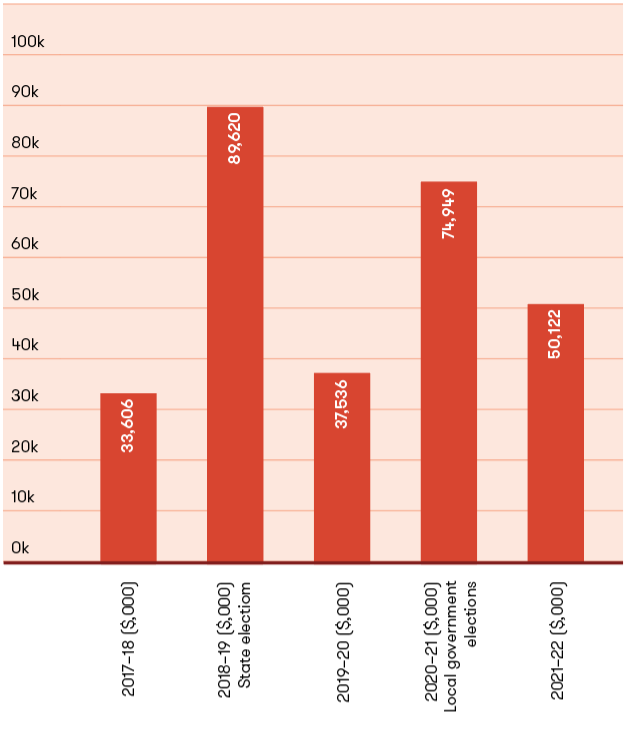 100k
90k
80k
70k
60k
50k
40k
30k
20k
10k
0k
33,606
89,620
37,536
74,949
50,122
2017–18 ($,000)
2018–19 ($,000)
State election
2019–20 ($,000)
2020–21 ($,000)
Local government
elections
2021–22 ($,000)